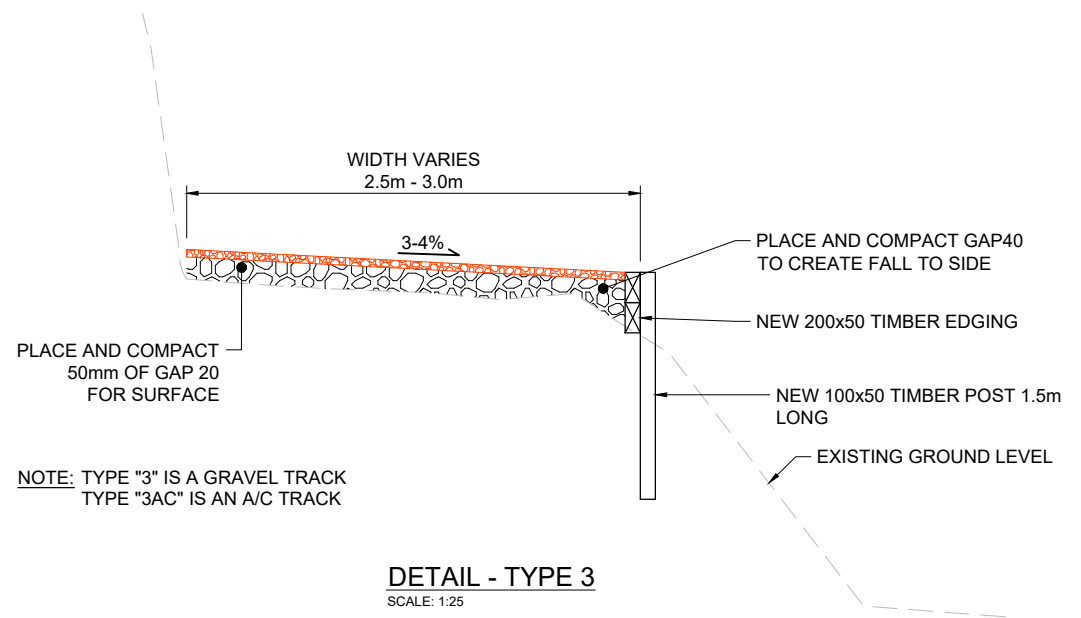 WIDTH VARIES
2.5m - 3.0m
3-4%
PLACE AND COMPACT GAP40
TO CREATE FALL TO SIDE
NEW 200x50 TIMBER EDGING
PLACE AND COMPACT
50mm OF GAP 20
FOR SURFACE
NEW 100x50 TIMBER POST 1.5m
LONG
EXISTING GROUND LEVEL
NOTE: TYPE "3" IS A GRAVEL TRACK
TYPE "3AC" IS AN A/C TRACK
DETAIL - TYPE 3
SCALE: 1:25